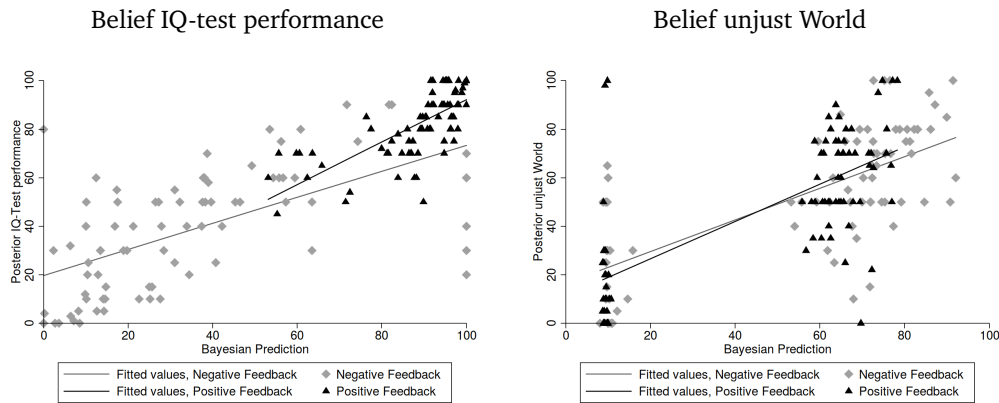 Belief IQ-test performance
Posterior IQ-Test performance
0 20 40 60 80 100
0 20 40 60 80 100
Bayesian Prediction
Fitted values, Negative Feedback Negative Feedback
Fitted values, Positive Feedback Positive Feedback
Belief unjust World
Posterior unjust World
0 20 40 60 80 100
0 20 40 60 80 100
Bayesian Prediction
Fitted values, Negative Feedback Negative Feedback
Fitted values, Positive Feedback Positive Feedback